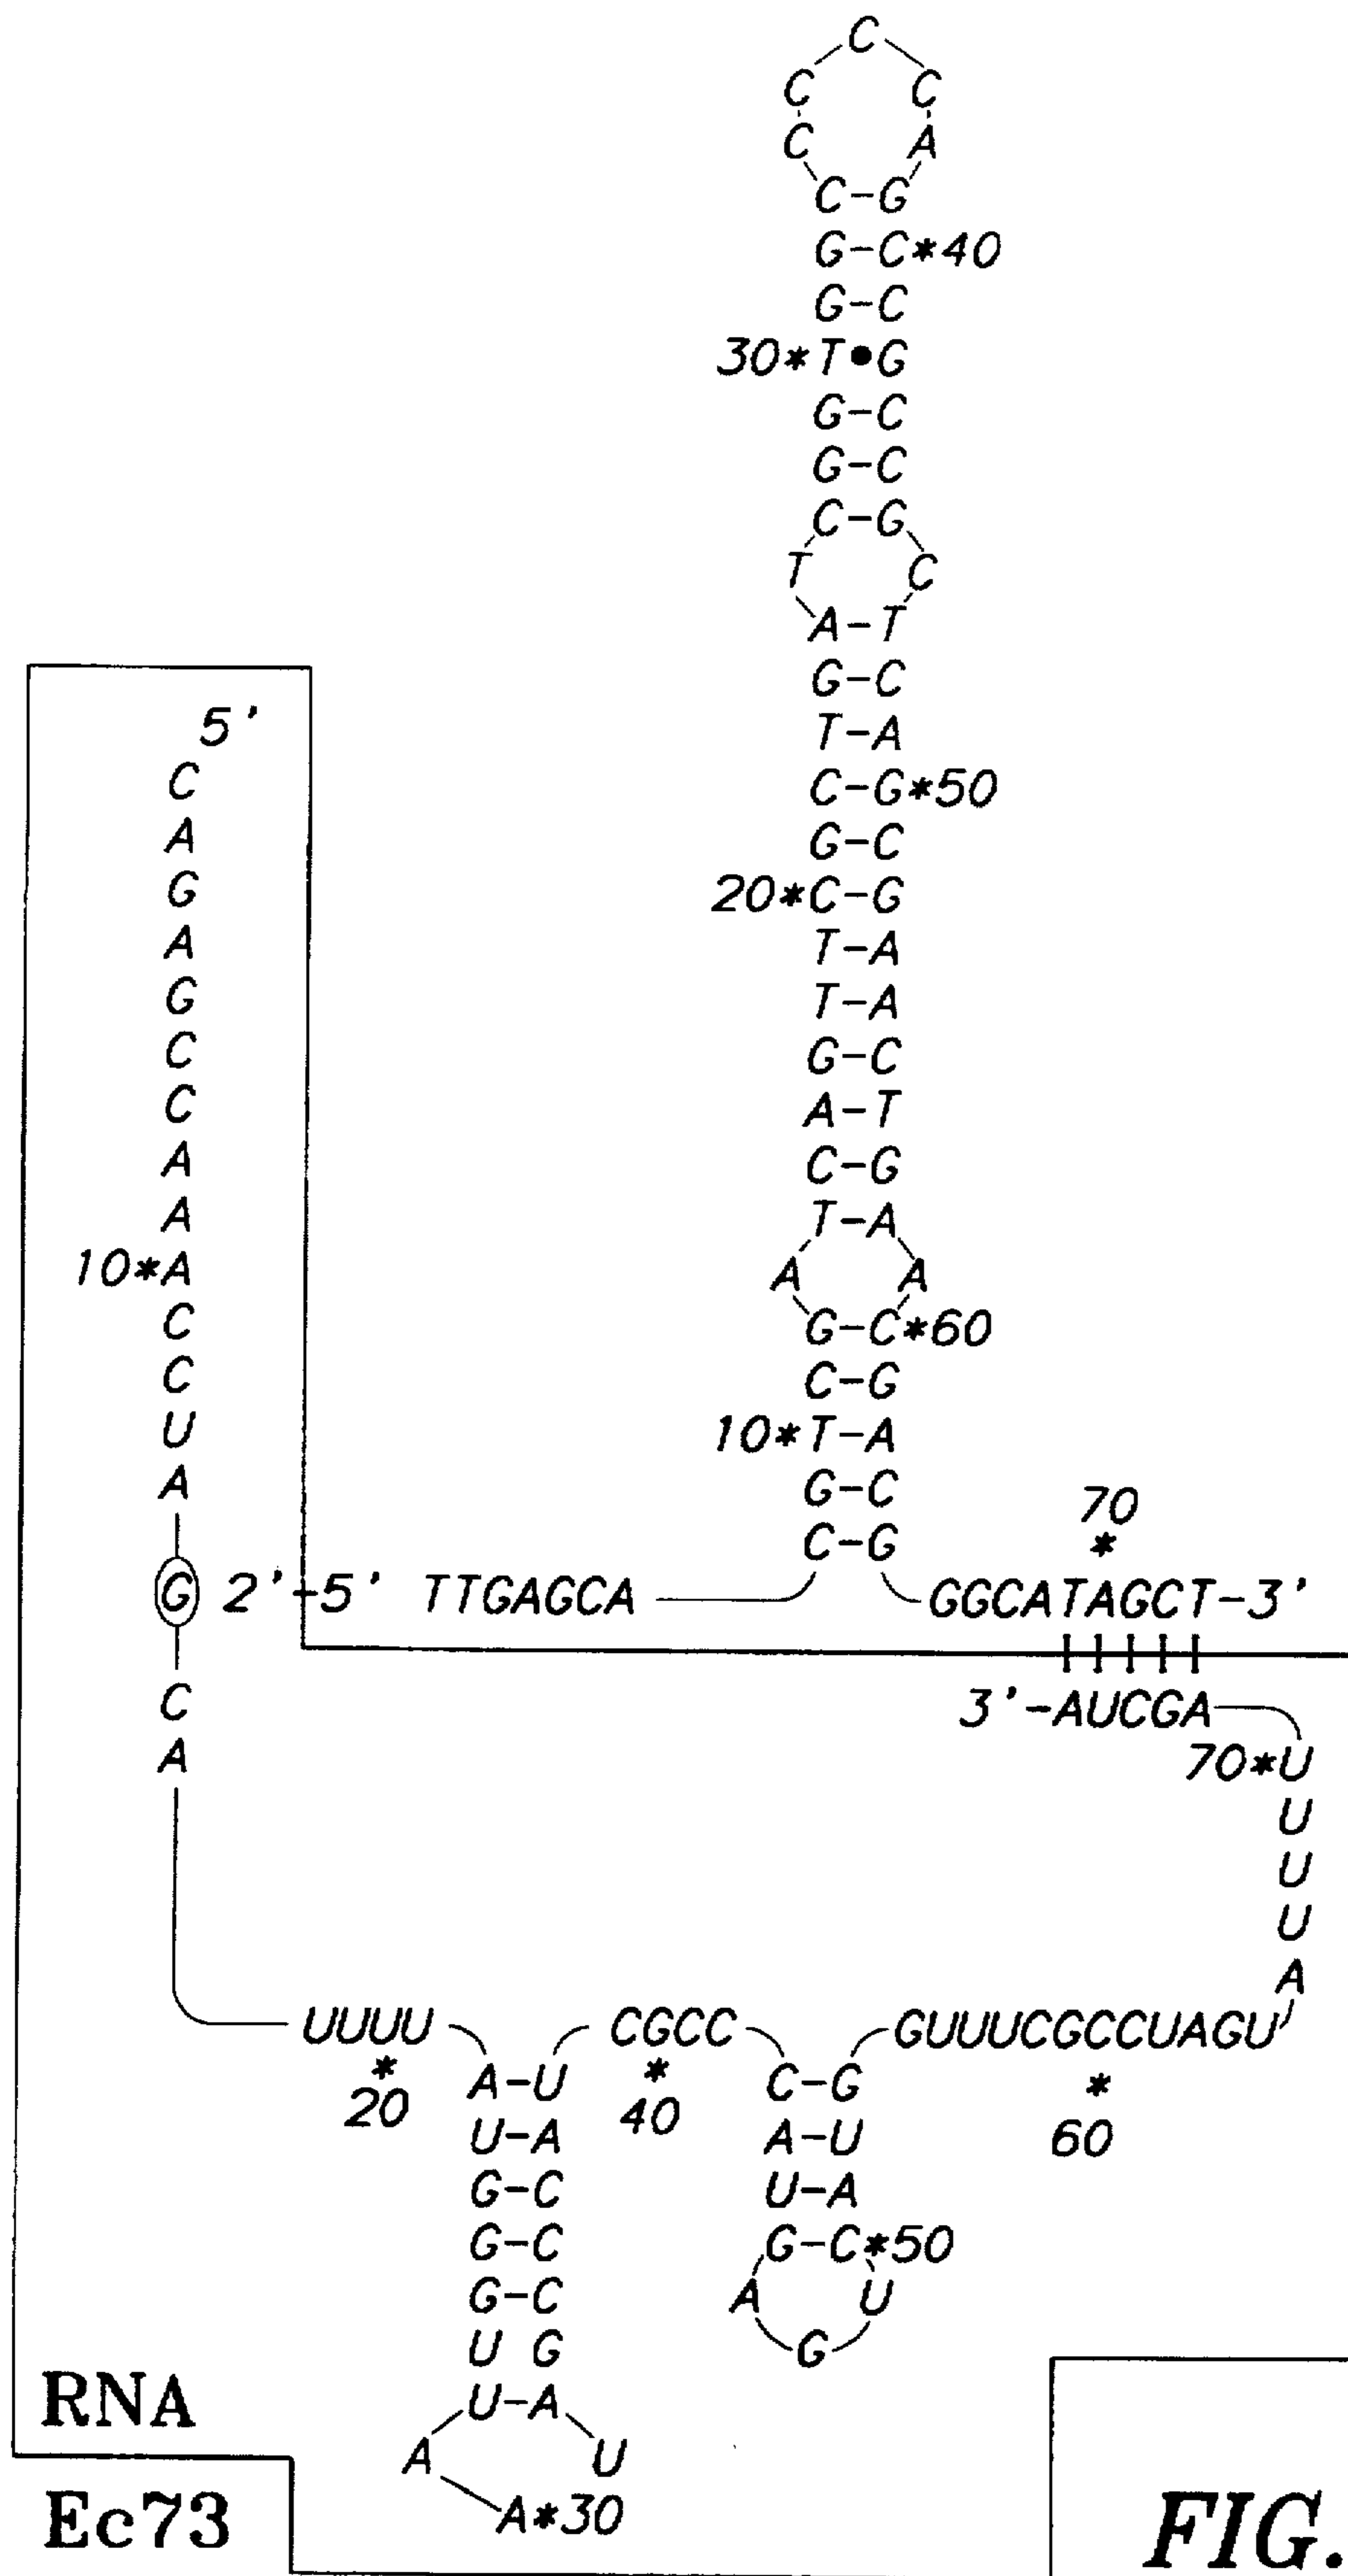 C
C C
C A
C-G
G-C*40
G-C
30*T•G
G-C
G-C
C-G
T C
A-T
G-C
5'
T-A
C
C-G*50
A
G-C
G
20*C-G
A
T-A
G
T-A
C
G-C
C
A-T
A
C-G
A
T-A
10*A
A A
C
G-C*60
C
C-G
U
10*T-A
A
G-C
70
*
C-G
G 2'-5' TTGAGCA GGCATAGCT-3'
C
3'-AUCGA
A
70*U
U
U
U
A
UUUU CGCC GUUUCGCCUAGU
* * *
20 40 60
A-U C-G
U-A A-U
G-C U-A
G-C G-C*50
G-C A U
U G G
RNA
U-A
A U
A*30
Ec73
FIG.